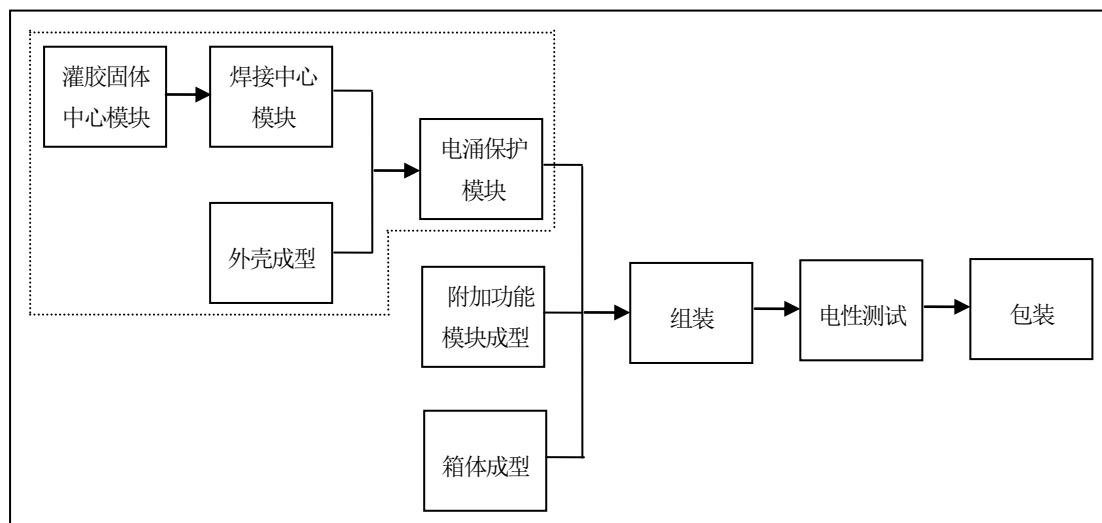 灌胶固体
中心模块
焊接中心
模块
电涌保护
模块
外壳成型
附加功能
模块成型
组装
电性测试
包装
箱体成型